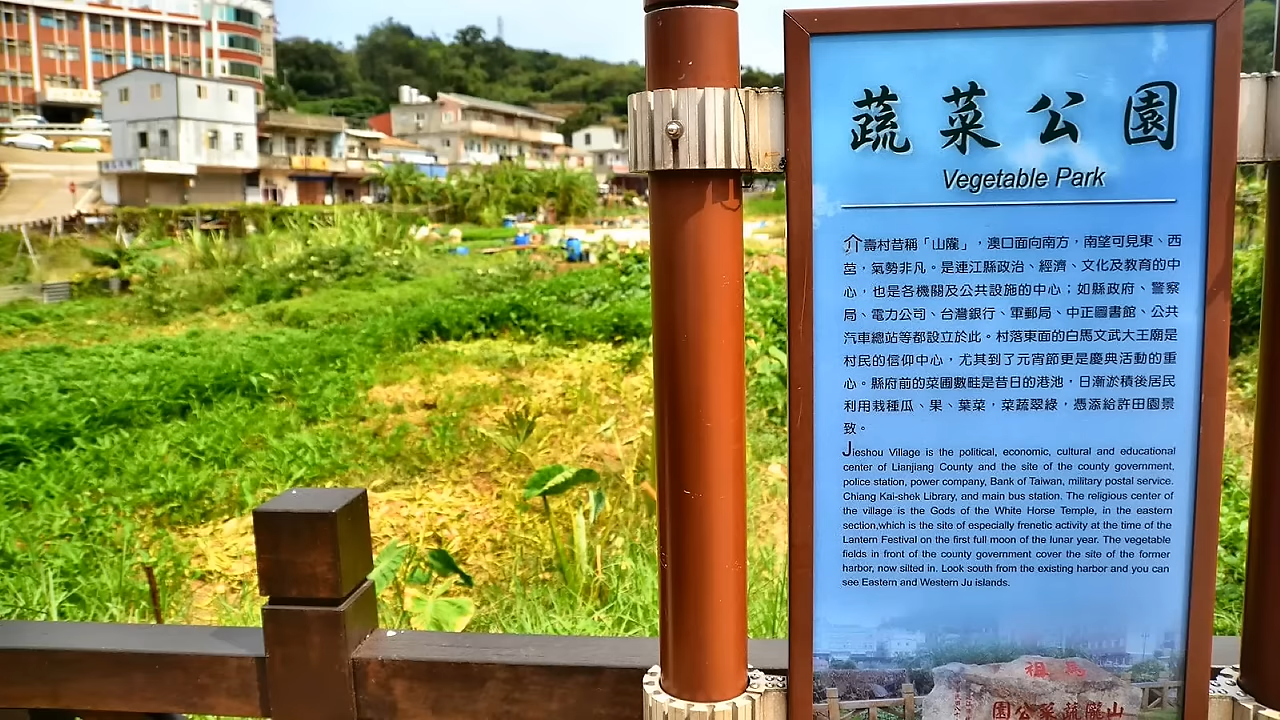 蔬菜公園
Vegetable Park
介壽村昔稱「山隴」，澳口面向南方，南望可見東、西
莒，氣勢非凡。是連江縣政治、經濟、文化及教育的中
心，也是各機關及公共設施的中心；如縣政府、警察
局、電力公司、台灣銀行、軍郵局、中正圖書館、公共
汽車總站等都設立於此。村落東面的白馬文武大王廟是
村民的信仰中心，尤其到了元宵節更是慶典活動的重
心。縣府前的菜圃數畦是昔日的港池，日漸淤積後居民
利用栽種瓜、果、葉菜，菜蔬翠綠，憑添給許田園景
致。
Jieshou Village is the political, economic, cultural and educational
center of Lianjiang County and the site of the county government,
police station, power company, Bank of Taiwan, military postal service.
Chiang Kai-shek Library, and main bus station. The religious center of
the village is the Gods of the White Horse Temple, in the eastern
section,which is the site of especially frenetic activity at the time of the
Lantern Festival on the first full moon of the lunar year. The vegetable
fields in front of the county government cover the site of the former
harbor, now silted in. Look south from the existing harbor and you can
see Eastern and Western Ju islands.
祖馬
園公菜蔬隴山